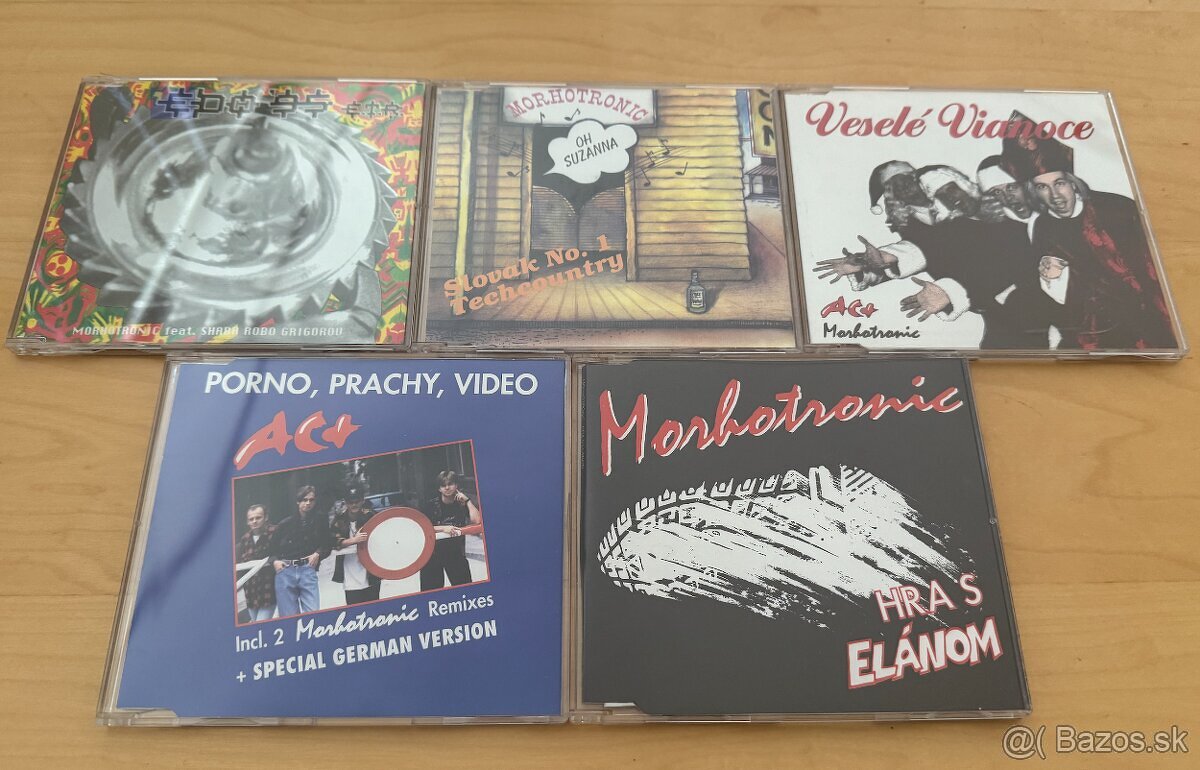 MORHOTRONIC feat. SHABA ROBO GRIGOROV
MORHOTRONIC
OH
SUZANNA
Slovak No. 1
Techcountry
Veselé Vianoce
AC+
Morhotronic
PORNO, PRACHY, VIDEO
AC+
Incl. 2 Morhotronic Remixes
+ SPECIAL GERMAN VERSION
Morhotronic
HRA S
ELÁNOM
@( Bazos.sk